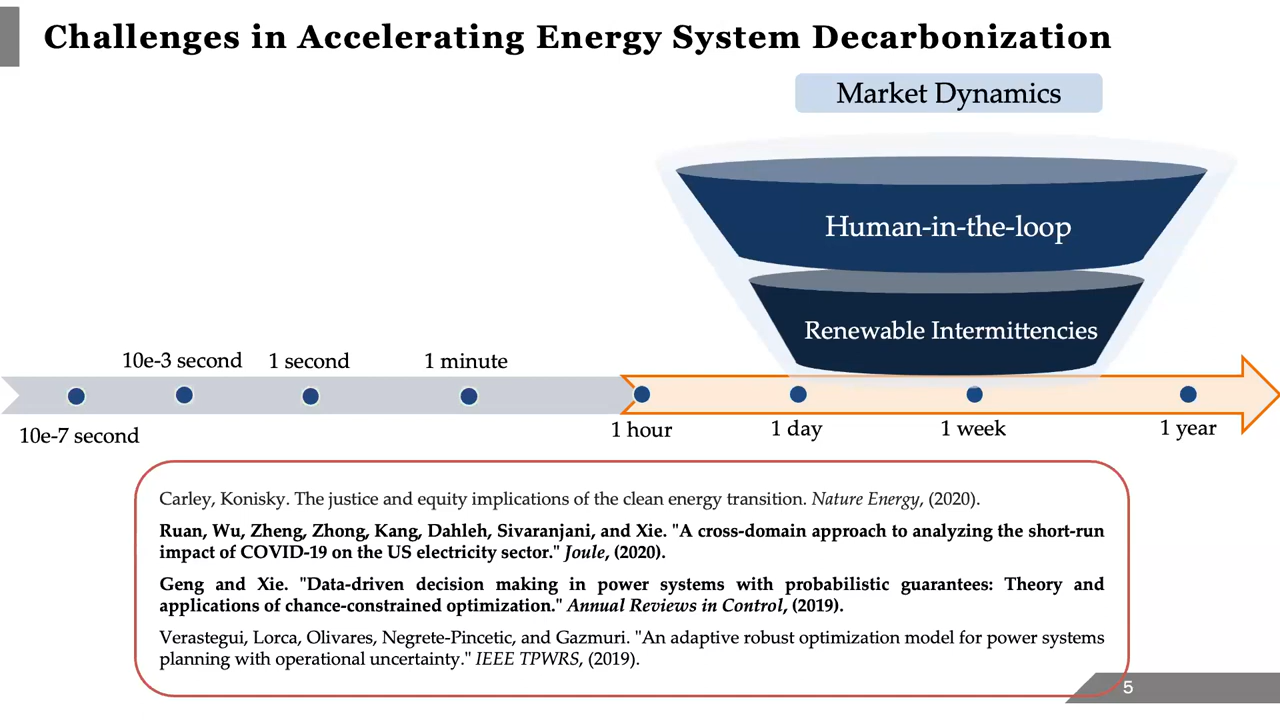 Challenges in Accelerating Energy System Decarbonization
Market Dynamics
Human-in-the-loop
Renewable Intermittencies
10e-3 second
1 second
1 minute
10e-7 second
1 hour
1 day
1 week
1 year
Carley, Konisky. The justice and equity implications of the clean energy transition. Nature Energy, (2020).
Ruan, Wu, Zheng, Zhong, Kang, Dahleh, Sivaranjani, and Xie. "A cross-domain approach to analyzing the short-run
impact of COVID-19 on the US electricity sector." Joule, (2020).
Geng and Xie. "Data-driven decision making in power systems with probabilistic guarantees: Theory and
applications of chance-constrained optimization." Annual Reviews in Control, (2019).
Verastegui, Lorca, Olivares, Negrete-Pincetic, and Gazmuri. "An adaptive robust optimization model for power systems
planning with operational uncertainty." IEEE TPWRS, (2019).
5